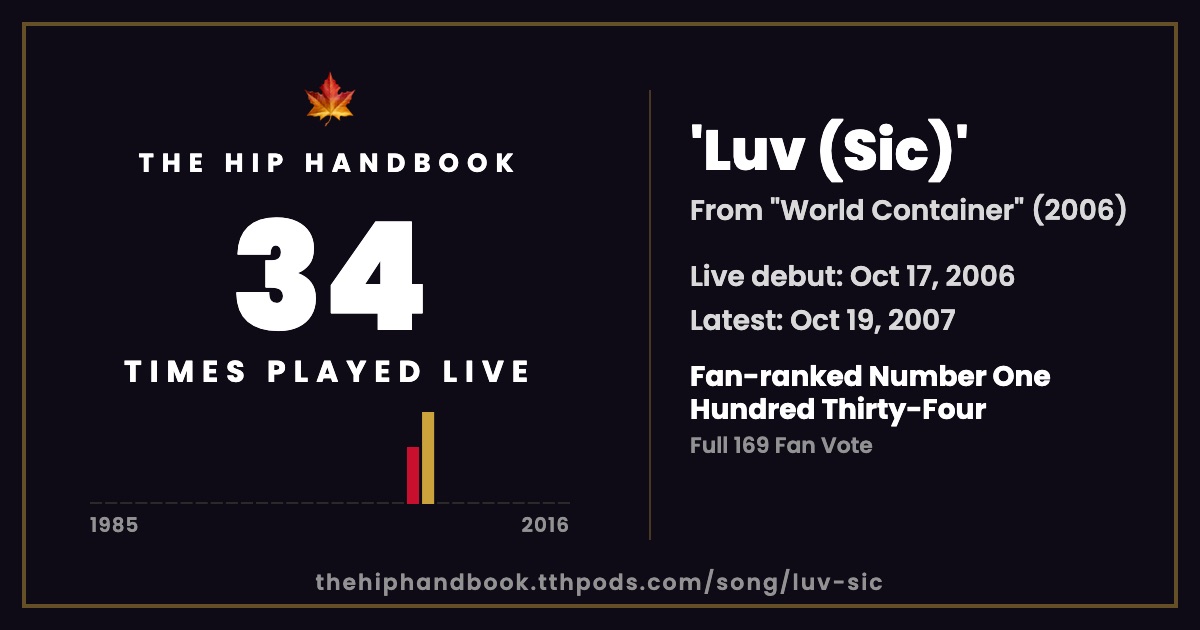 THE HIP HANDBOOK
34
TIMES PLAYED LIVE
1985
2016
'Luv (Sic)'
From "World Container" (2006)
Live debut: Oct 17, 2006
Latest: Oct 19, 2007
Fan-ranked Number One
Hundred Thirty-Four
Full 169 Fan Vote
thehiphandbook.tthpods.com/song/luv-sic